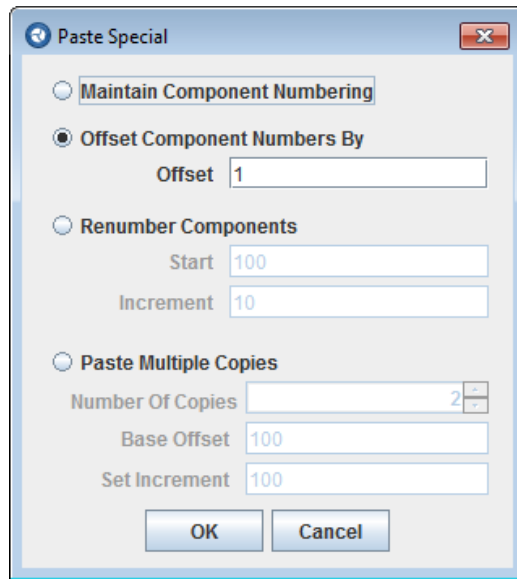 Paste Special
Maintain Component Numbering
Offset Component Numbers By
Offset 1
Renumber Components
Start 100
Increment 10
Paste Multiple Copies
Number Of Copies 2
Base Offset 100
Set Increment 100
OK Cancel